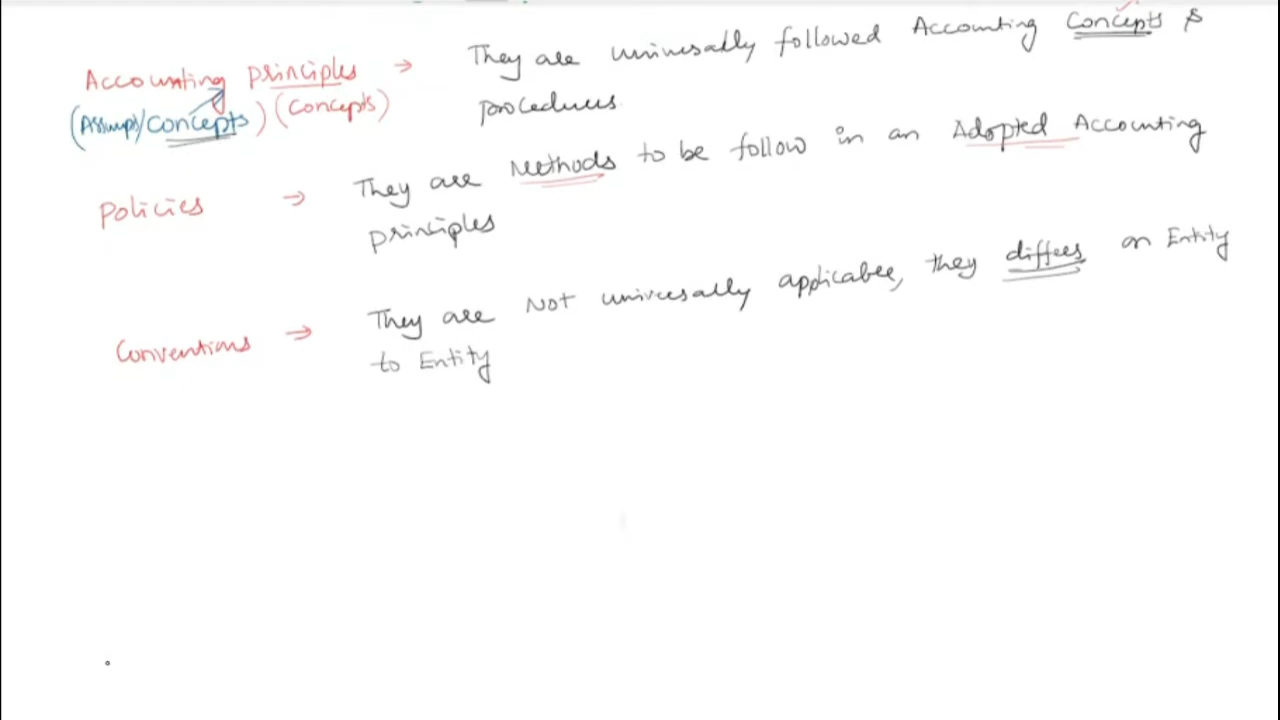 They are universally followed Accounting Concepts &
Accounting Principles →
(Assump/Concepts) (Concepts)
procedures.
Policies → They are Methods to be follow in an Adopted Accounting
principles
Conventions → They are Not universally applicable, they differs on Entity
to Entity